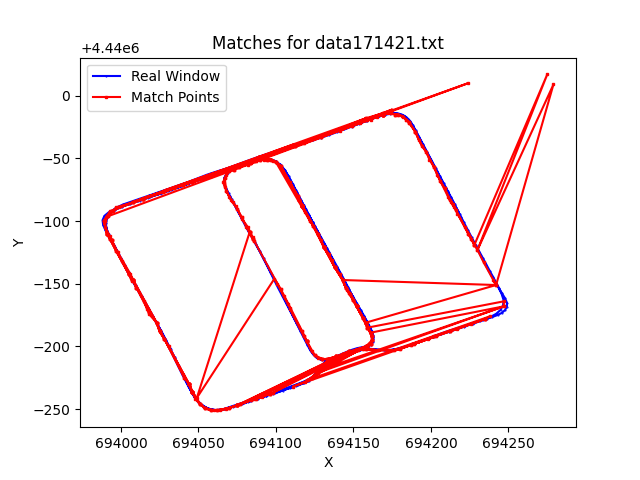 Matches for data171421.txt
+4.44e6
Real Window
Match Points
0
−50
−100
−150
−200
−250
Y
694000 694050 694100 694150 694200 694250
X